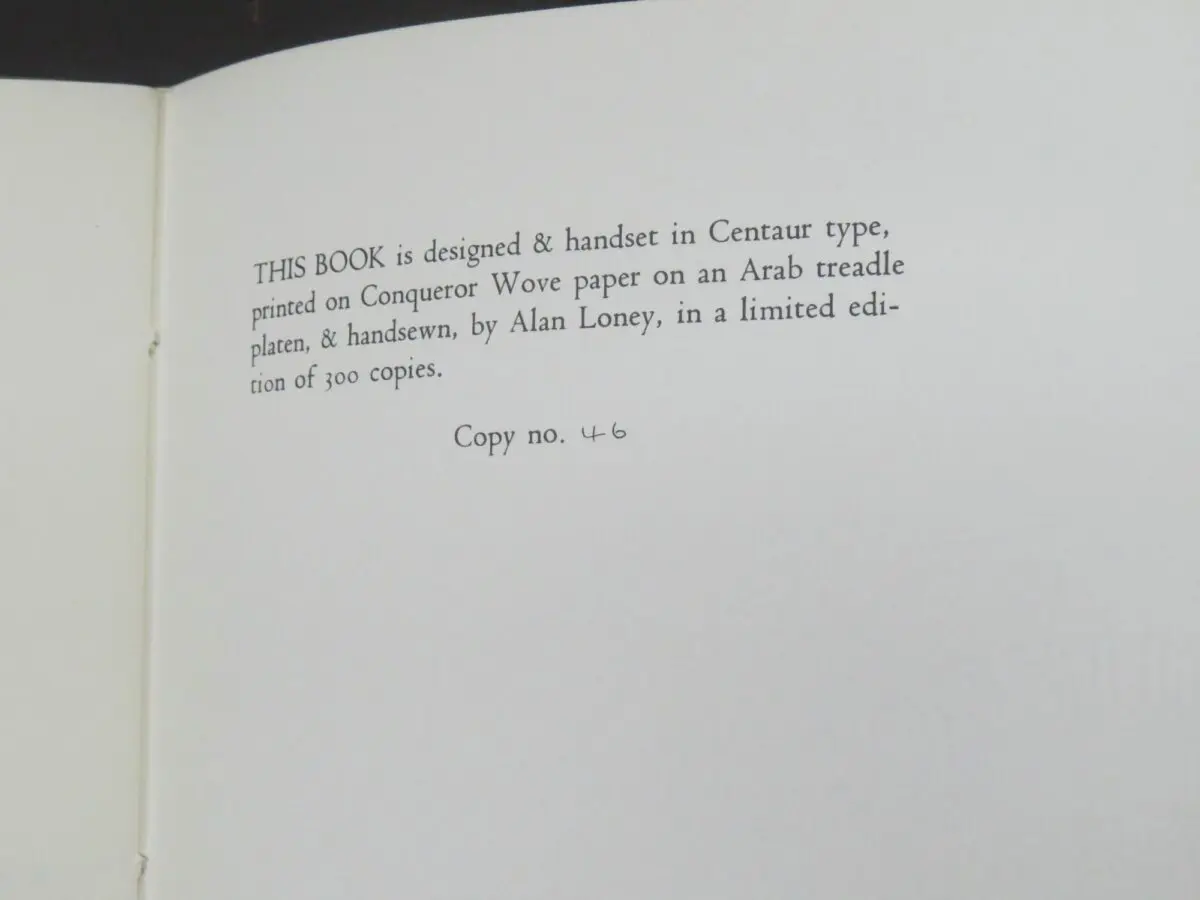 THIS BOOK is designed & handset in Centaur type,
printed on Conqueror Wove paper on an Arab treadle
platen, & handsewn, by Alan Loney, in a limited edi-
tion of 300 copies.
Copy no. 46